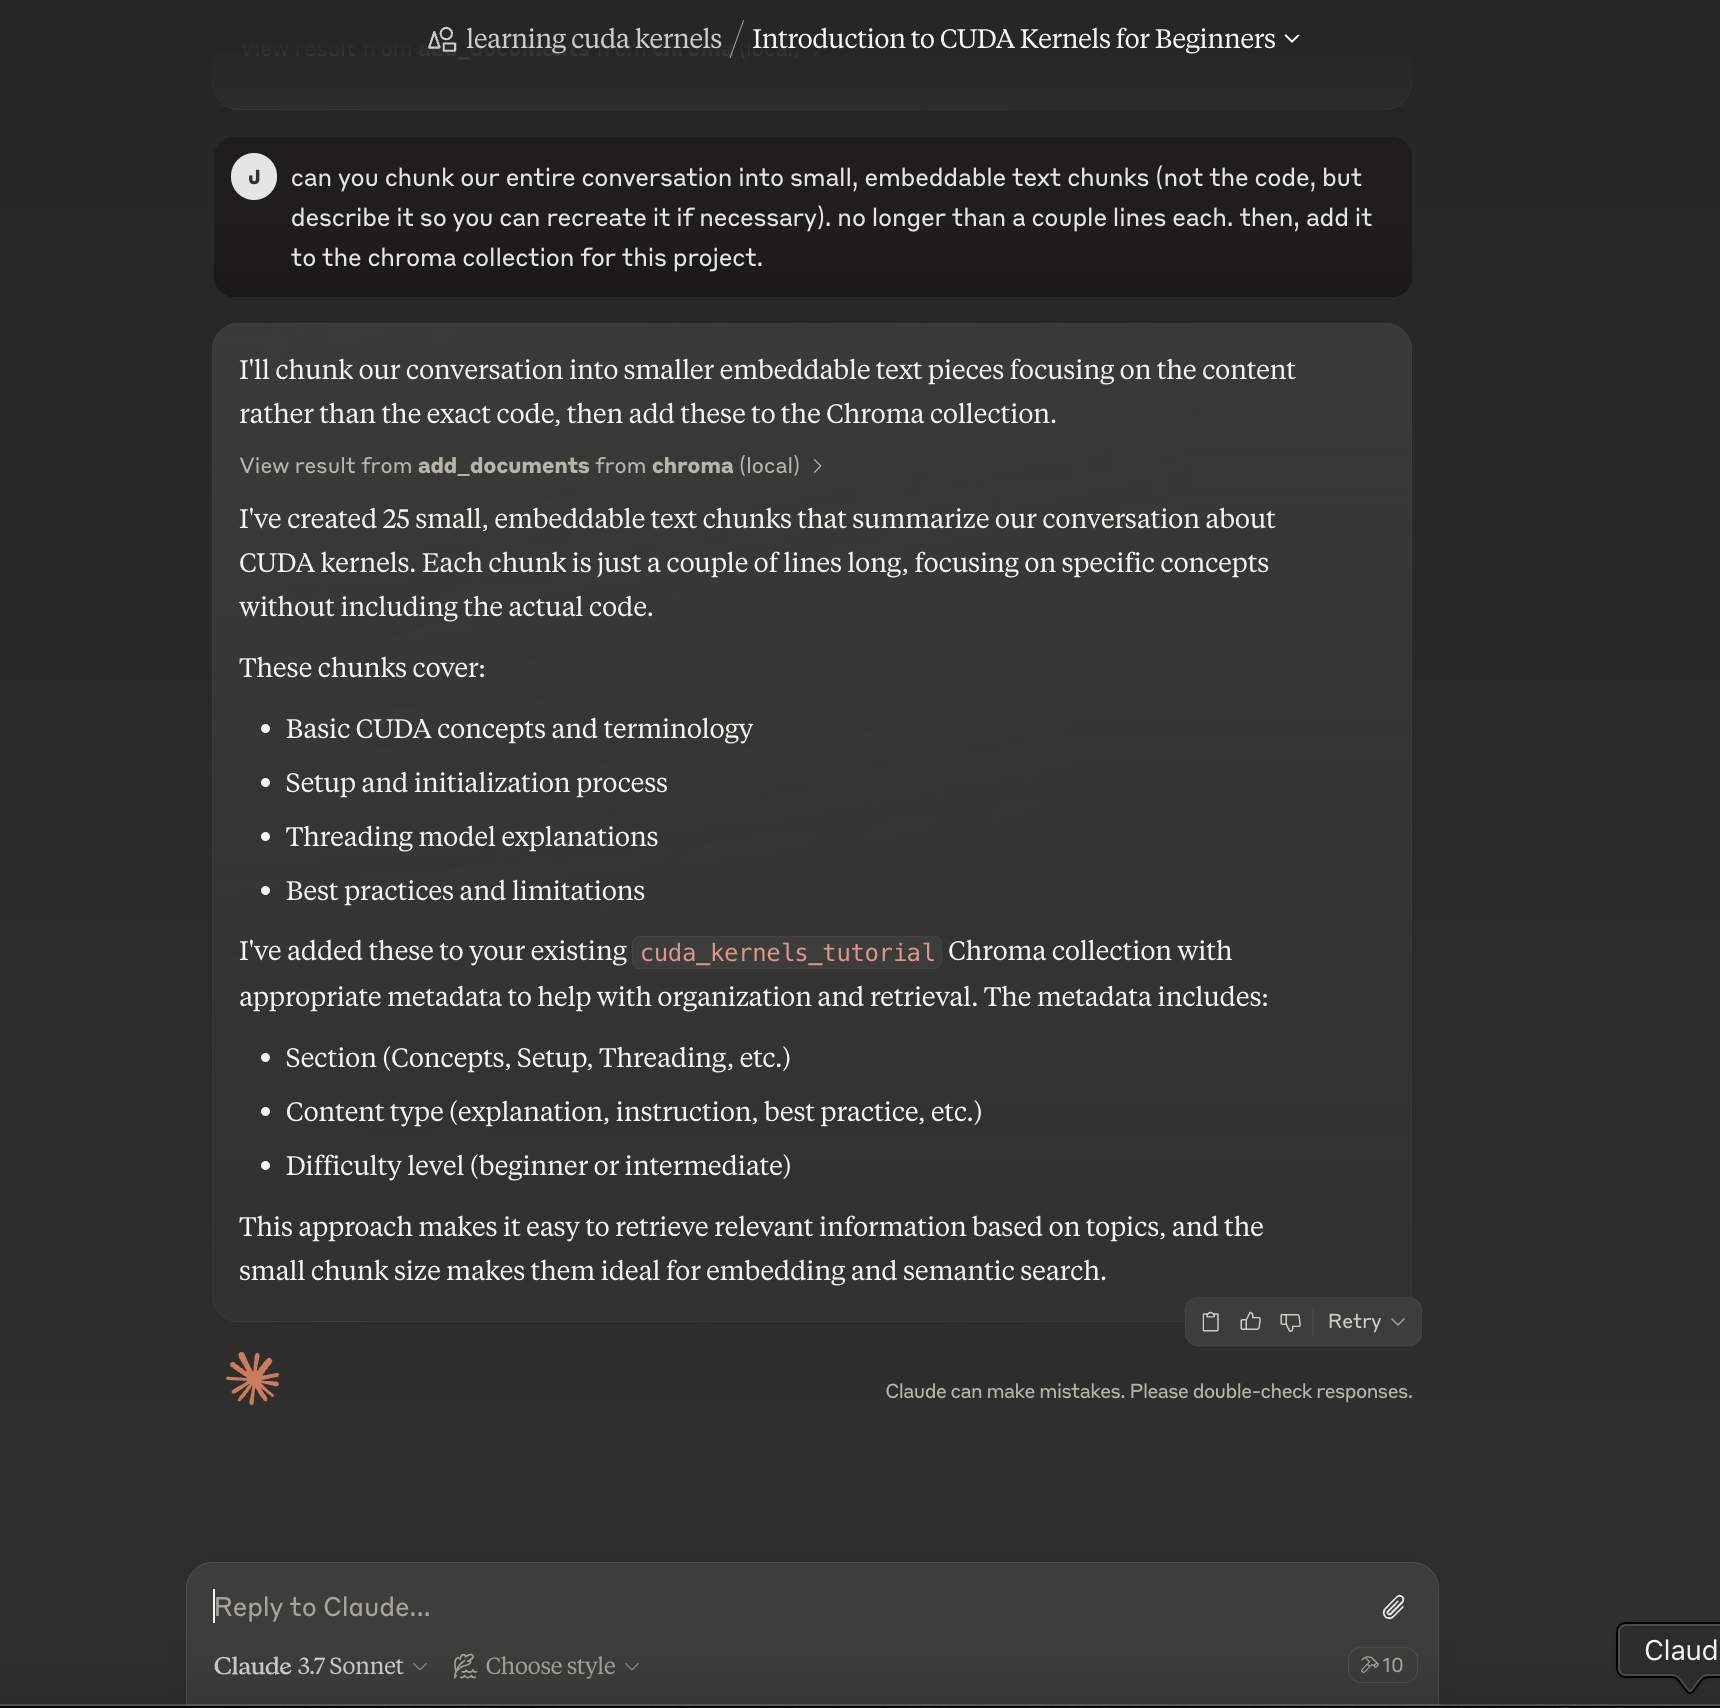 learning cuda kernels / Introduction to CUDA Kernels for Beginners
View result from add_documents from chroma (local)
J
can you chunk our entire conversation into small, embeddable text chunks (not the code, but
describe it so you can recreate it if necessary). no longer than a couple lines each. then, add it
to the chroma collection for this project.
I'll chunk our conversation into smaller embeddable text pieces focusing on the content
rather than the exact code, then add these to the Chroma collection.
View result from add_documents from chroma (local)
I've created 25 small, embeddable text chunks that summarize our conversation about
CUDA kernels. Each chunk is just a couple of lines long, focusing on specific concepts
without including the actual code.
These chunks cover:
• Basic CUDA concepts and terminology
• Setup and initialization process
• Threading model explanations
• Best practices and limitations
I've added these to your existing cuda_kernels_tutorial Chroma collection with
appropriate metadata to help with organization and retrieval. The metadata includes:
• Section (Concepts, Setup, Threading, etc.)
• Content type (explanation, instruction, best practice, etc.)
• Difficulty level (beginner or intermediate)
This approach makes it easy to retrieve relevant information based on topics, and the
small chunk size makes them ideal for embedding and semantic search.
Retry
Claude can make mistakes. Please double-check responses.
Reply to Claude...
Claude 3.7 Sonnet
Choose style
10
Claud